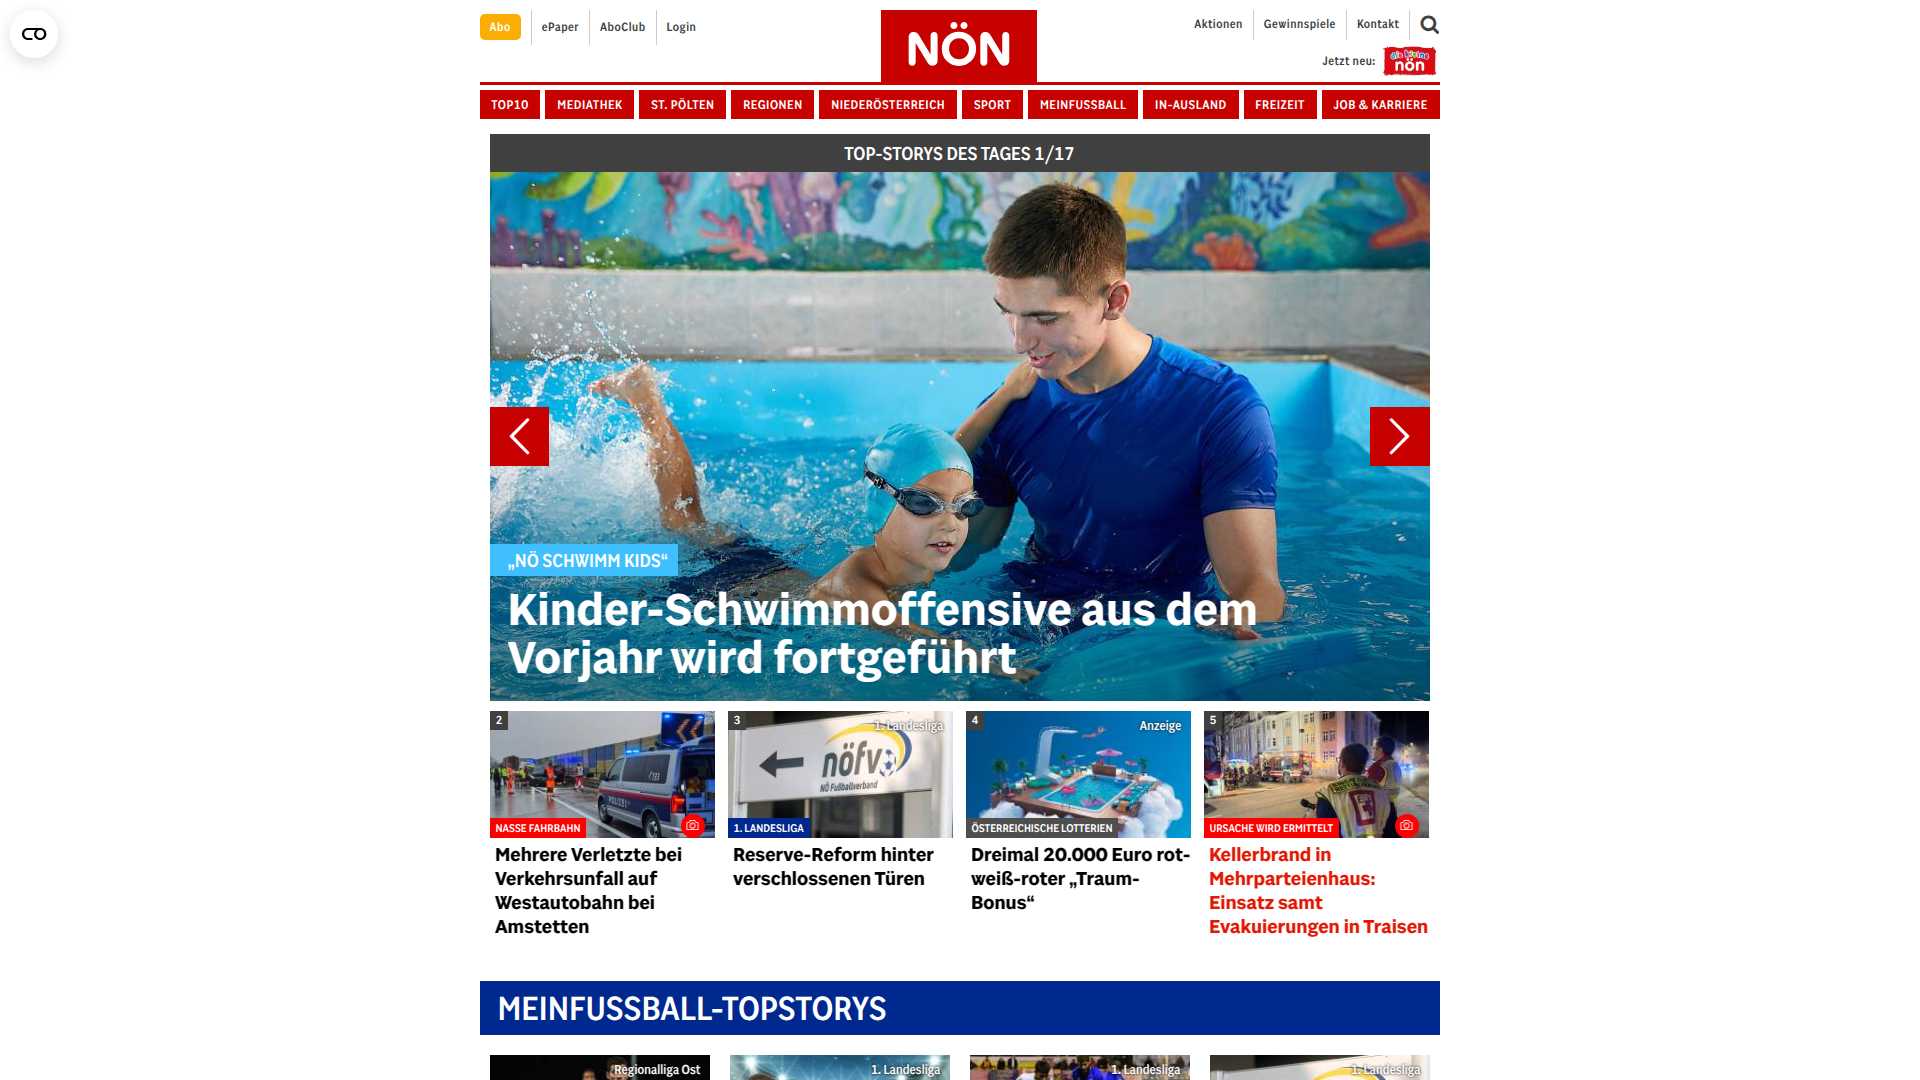 Abo
ePaper
AboClub
Login
NÖN
Aktionen
Gewinnspiele
Kontakt
Jetzt neu:
die kleine
nön
TOP10
MEDIATHEK
ST. PÖLTEN
REGIONEN
NIEDERÖSTERREICH
SPORT
MEINFUSSBALL
IN-AUSLAND
FREIZEIT
JOB & KARRIERE
TOP-STORYS DES TAGES 1/17
„NÖ SCHWIMM KIDS“
Kinder-Schwimmoffensive aus dem
Vorjahr wird fortgeführt
2
POLIZEI
NASSE FAHRBAHN
Mehrere Verletzte bei
Verkehrsunfall auf
Westautobahn bei
Amstetten
3
1. Landesliga
nöfv
NÖ Fußballverband
1. LANDESLIGA
Reserve-Reform hinter
verschlossenen Türen
4
Anzeige
ÖSTERREICHISCHE LOTTERIEN
Dreimal 20.000 Euro rot-
weiß-roter „Traum-
Bonus“
5
URSACHE WIRD ERMITTELT
Kellerbrand in
Mehrparteienhaus:
Einsatz samt
Evakuierungen in Traisen
MEINFUSSBALL-TOPSTORYS
Regionalliga Ost
1. Landesliga
1. Landesliga
1. Landesliga